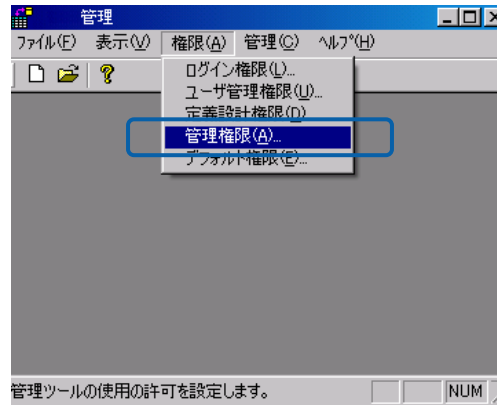 管理
ファイル(F) 表示(V) 権限(A) 管理(C) ヘルプ(H)
ログイン権限(L)...
ユーザ管理権限(U)...
定義設計権限(D)...
管理権限(A)...
デフォルト権限(E)...
管理ツールの使用の許可を設定します。
NUM